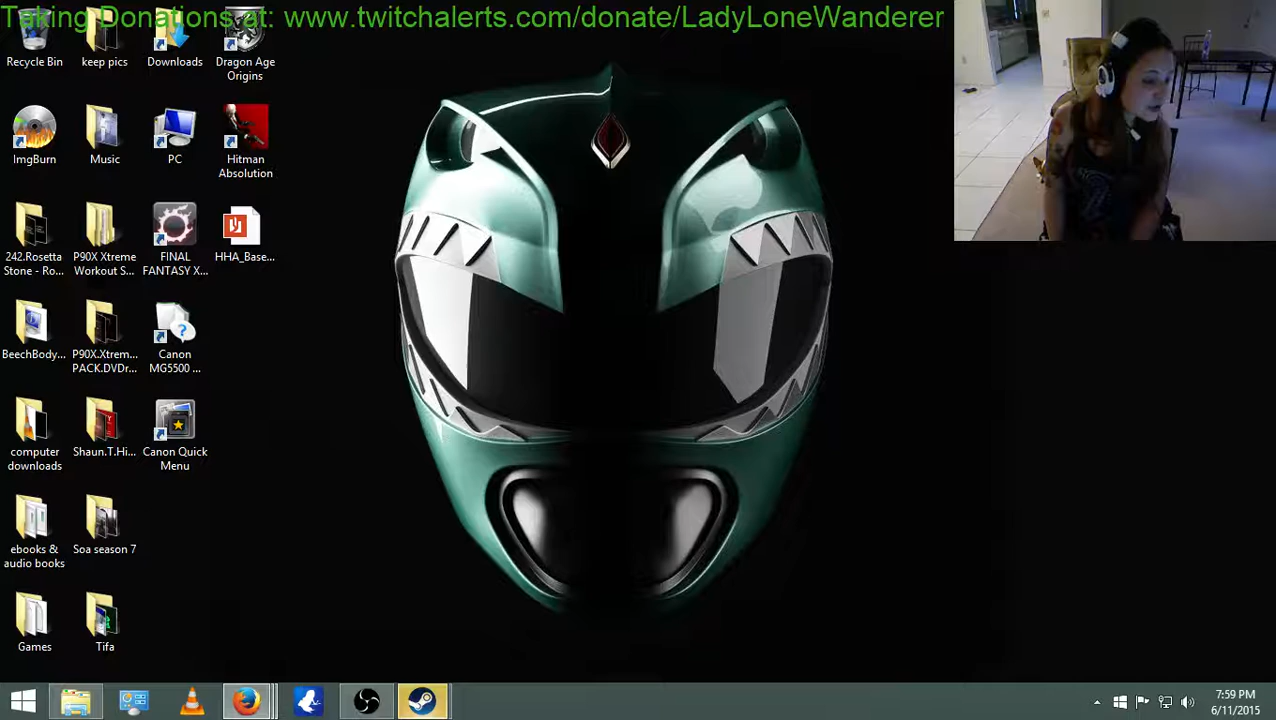 Taking Donations at: www.twitchalerts.com/donate/LadyLoneWanderer
Recycle Bin
keep pics
Downloads
Dragon Age Origins
ImgBurn
Music
PC
Hitman Absolution
242.Rosetta Stone - Ro...
P90X Xtreme Workout S...
FINAL FANTASY X...
HHA_Base...
BeechBody...
P90X.Xtrem... PACK.DVDr...
Canon MG5500 ...
computer downloads
Shaun.T.Hi...
Canon Quick Menu
ebooks & audio books
Soa season 7
Games
Tifa
7:59 PM
6/11/2015